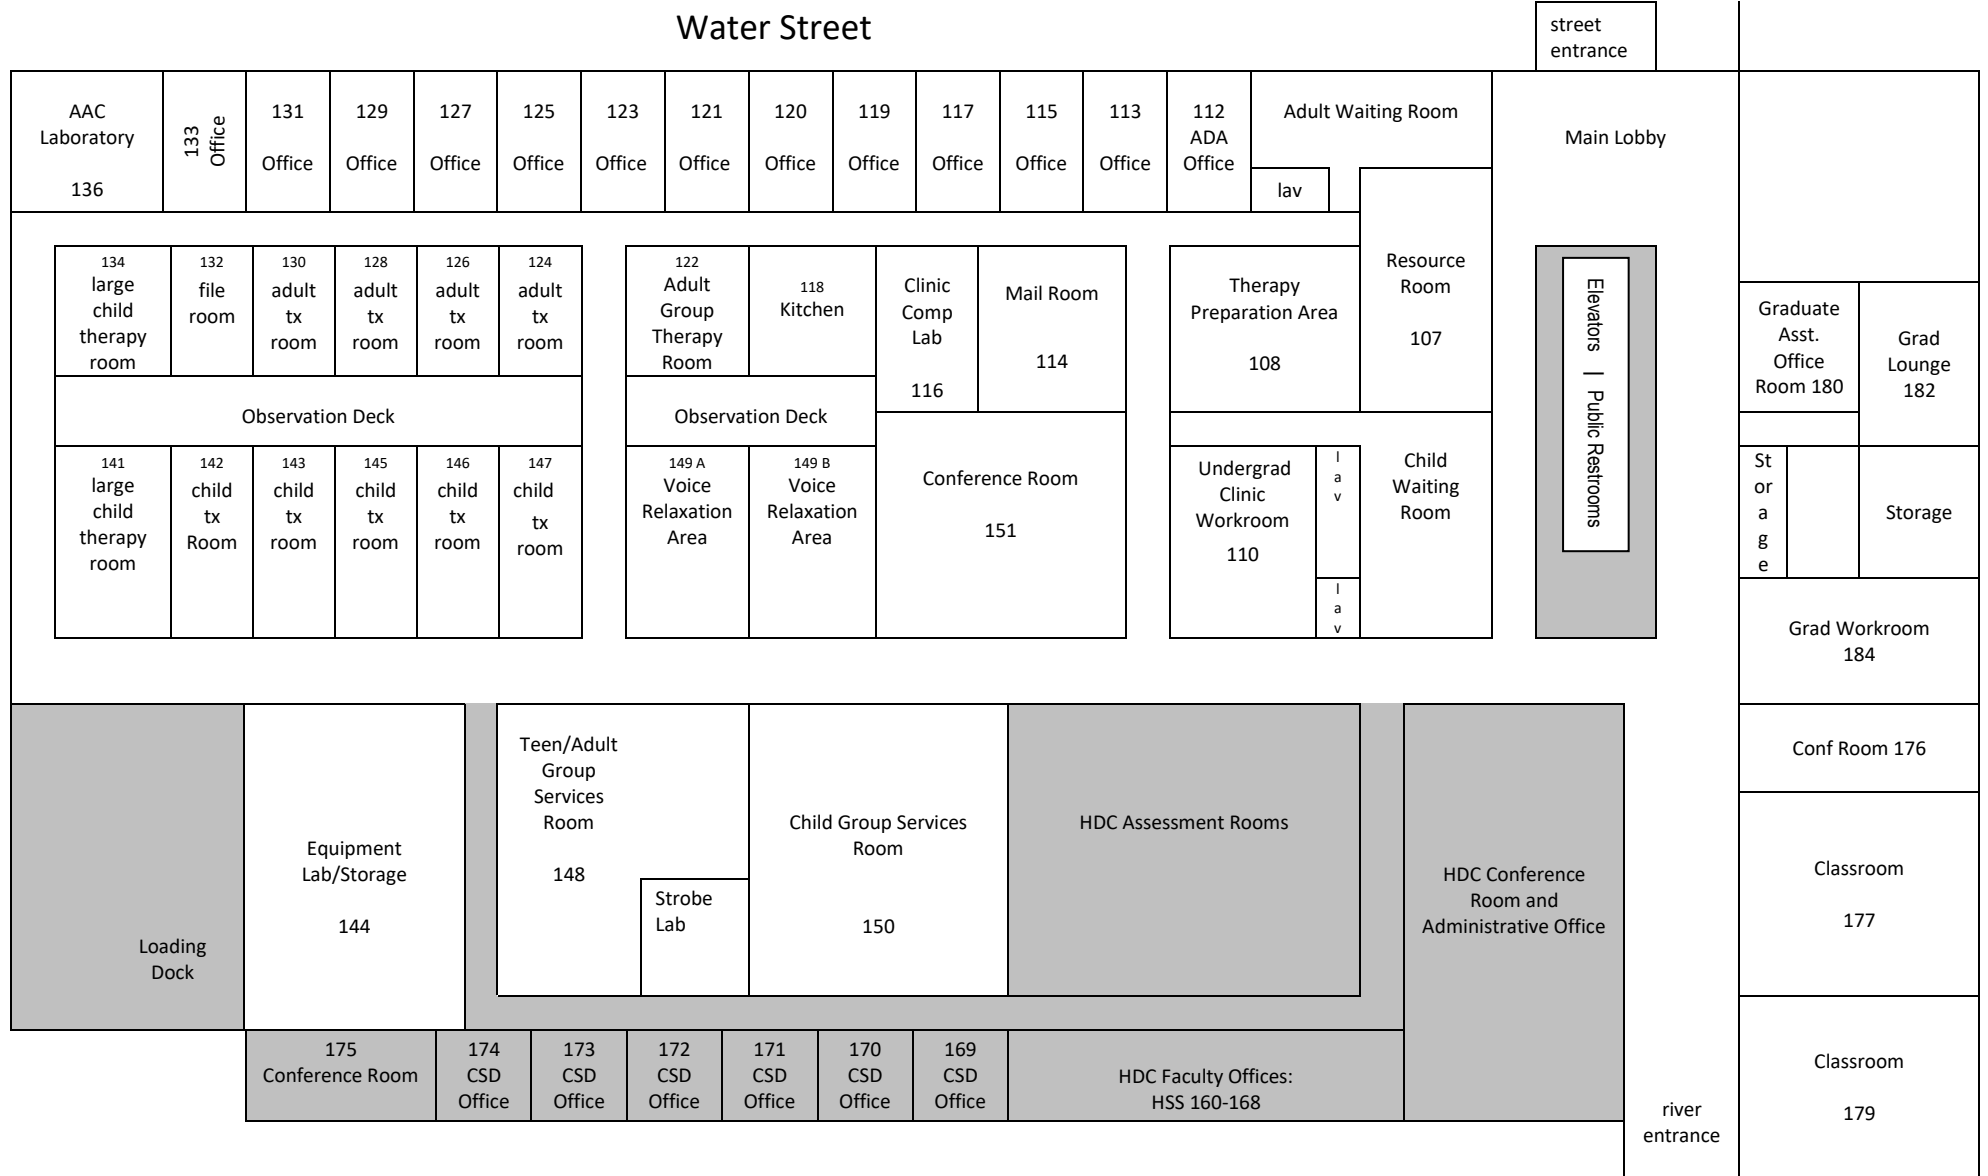 Water Street
street
entrance
AAC
Laboratory
136
133
Office
131
Office
129
Office
127
Office
125
Office
123
Office
121
Office
120
Office
119
Office
117
Office
115
Office
113
Office
112
ADA
Office
Adult Waiting Room
lav
Main Lobby
134
large
child
therapy
room
132
file
room
130
adult
tx
room
128
adult
tx
room
126
adult
tx
room
124
adult
tx
room
122
Adult
Group
Therapy
Room
118
Kitchen
Clinic
Comp
Lab
116
Mail Room
114
Therapy
Preparation Area
108
Resource
Room
107
Elevators | Public Restrooms
Graduate
Asst.
Office
Room 180
Grad
Lounge
182
Observation Deck
Observation Deck
141
large
child
therapy
room
142
child
tx
Room
143
child
tx
room
145
child
tx
room
146
child
tx
room
147
child
tx
room
149 A
Voice
Relaxation
Area
149 B
Voice
Relaxation
Area
Conference Room
151
Undergrad
Clinic
Workroom
110
l
a
v
l
a
v
Child
Waiting
Room
St
or
a
g
e
Storage
Grad Workroom
184
Loading
Dock
Equipment
Lab/Storage
144
Teen/Adult
Group
Services
Room
148
Strobe
Lab
Child Group Services
Room
150
HDC Assessment Rooms
HDC Conference
Room and
Administrative Office
Conf Room 176
Classroom
177
175
Conference Room
174
CSD
Office
173
CSD
Office
172
CSD
Office
171
CSD
Office
170
CSD
Office
169
CSD
Office
HDC Faculty Offices:
HSS 160-168
river
entrance
Classroom
179